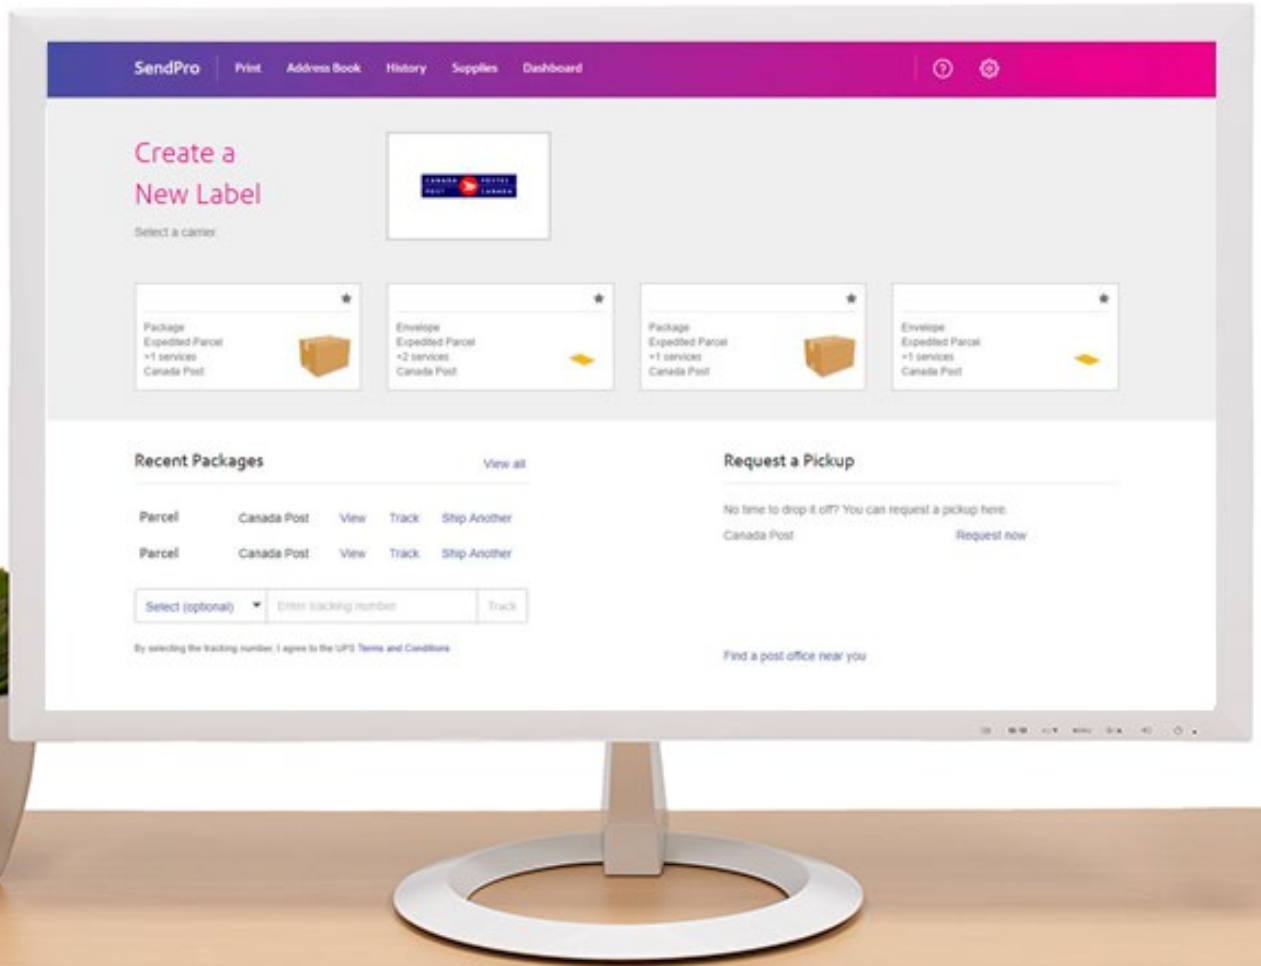 SendPro
Print
Address Book
History
Supplies
Dashboard
?
Create a
New Label
CANADA POSTES
POST CANADA
Select a carrier
Package
Expedited Parcel
+1 services
Canada Post
Envelope
Expedited Parcel
+2 services
Canada Post
Package
Expedited Parcel
+1 services
Canada Post
Envelope
Expedited Parcel
+1 services
Canada Post
Recent Packages
View all
Parcel Canada Post View Track Ship Another
Parcel Canada Post View Track Ship Another
Select (optional) Enter tracking number Track
By selecting the tracking number, I agree to the UPS Terms and Conditions
Request a Pickup
No time to drop it off? You can request a pickup here
Canada Post Request now
Find a post office near you